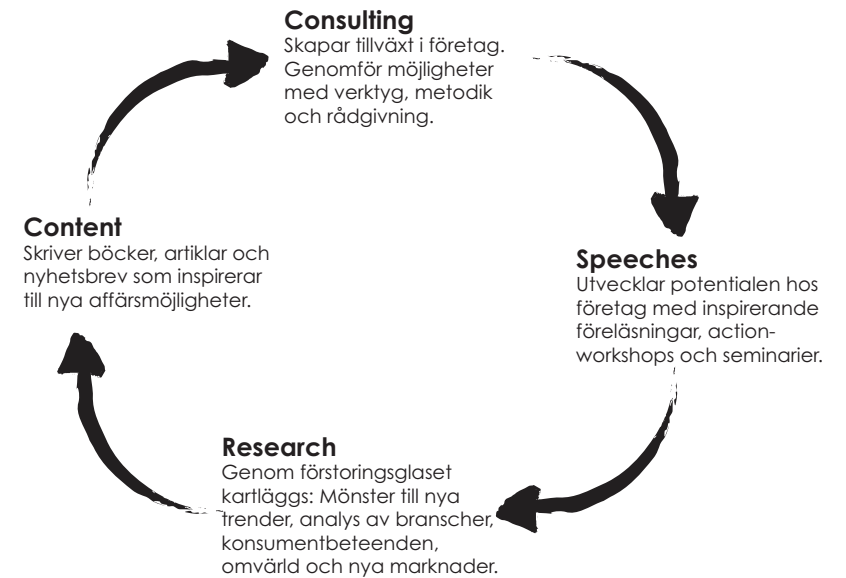 Consulting
Skapar tillväxt i företag.
Genomför möjligheter
med verktyg, metodik
och rådgivning.
Content
Skriver böcker, artiklar och
nyhetsbrev som inspirerar
till nya affärsmöjligheter.
Speeches
Utvecklar potentialen hos
företag med inspirerande
föreläsningar, action-
workshops och seminarier.
Research
Genom förstoringsglaset
kartläggs: Mönster till nya
trender, analys av branscher,
konsumentbeteenden,
omvärld och nya marknader.